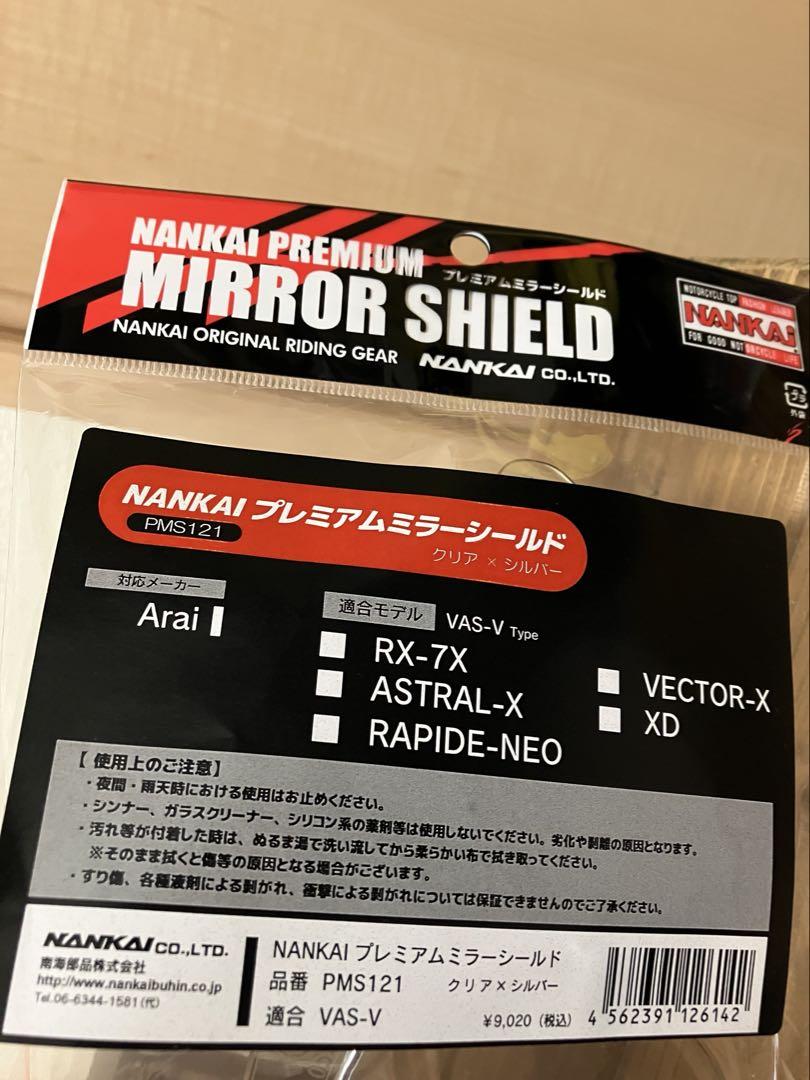 NANKAI PREMIUM
プレミアムミラーシールド
MIRROR SHIELD
NANKAI ORIGINAL RIDING GEAR
NANKAI CO.,LTD.
MOTORCYCLE TOP FASHION LEADER
NANKAI
FOR GOOD MOTORCYCLE LIFE
プラ
外袋
NANKAI プレミアムミラーシールド
PMS121
クリア × シルバー
対応メーカー
Arai
適合モデル VAS-V Type
RX-7X
ASTRAL-X
RAPIDE-NEO
VECTOR-X
XD
【 使用上のご注意】
・夜間・雨天時における使用はお止めください。
・シンナー、ガラスクリーナー、シリコン系の薬剤等は使用しないでください。劣化や剥離の原因となります。
・汚れ等が付着した時は、ぬるま湯で洗い流してから柔らかい布で拭き取ってください。
※そのまま拭くと傷等の原因となる場合がございます。
・すり傷、各種液剤による剥がれ、衝撃による剥がれについては保証できませんのでご了承ください。
NANKAI CO.,LTD.
南海部品株式会社
http://www.nankaibuhin.co.jp
Tel.06-6344-1581(代)
NANKAI プレミアムミラーシールド
品番 PMS121 クリア×シルバー
適合 VAS-V ¥9,020（税込）
4 562391 126142